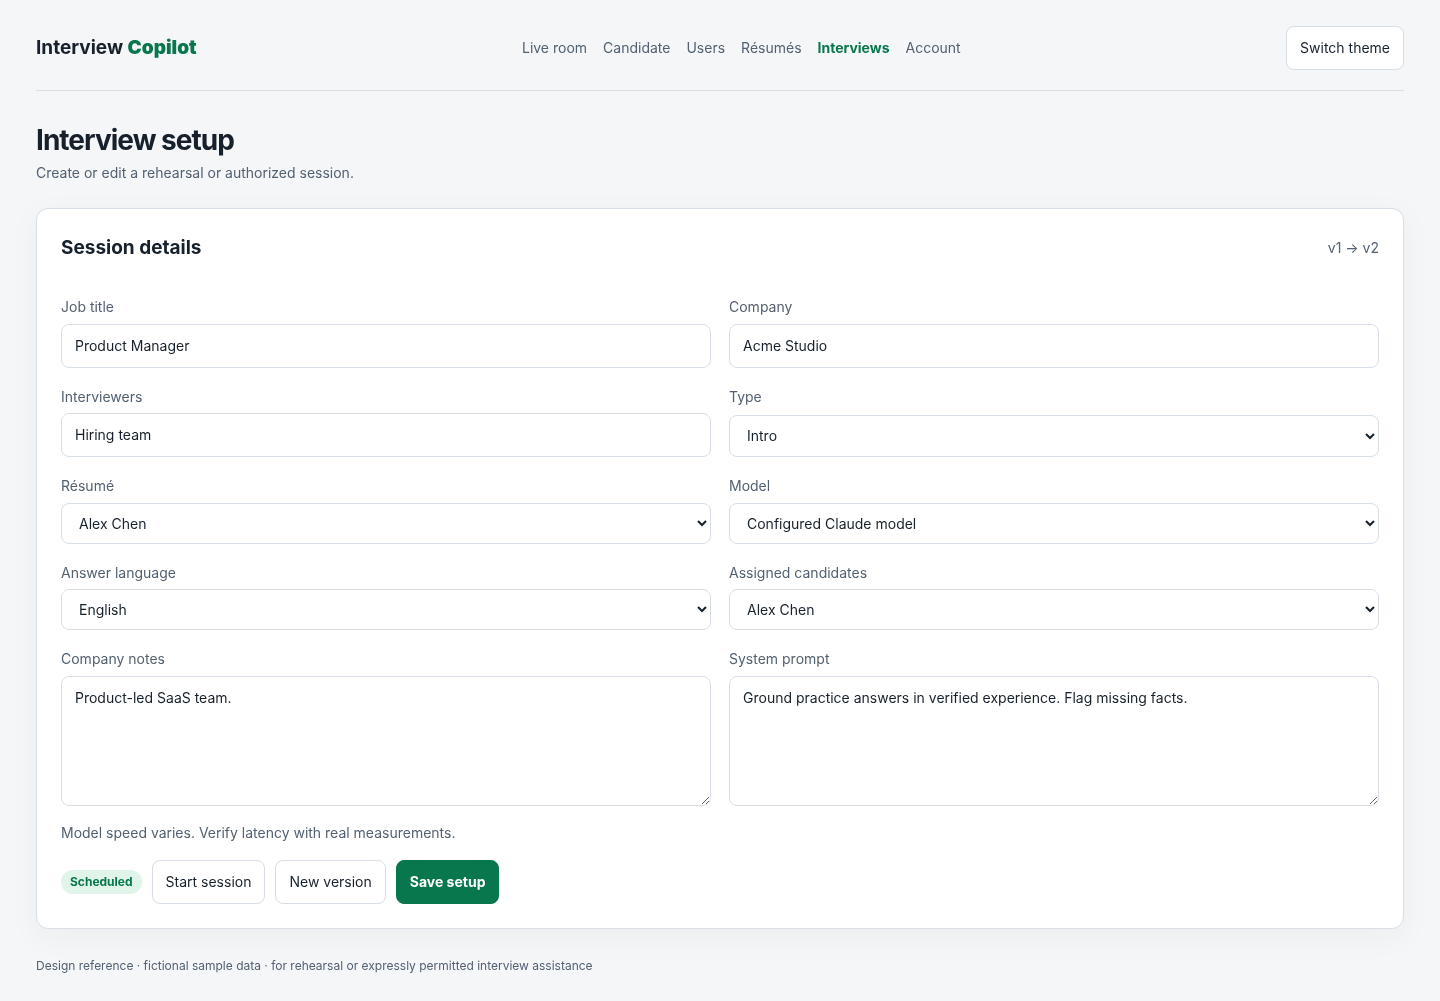 Interview Copilot
Live room Candidate Users Résumés Interviews Account
Switch theme
Interview setup
Create or edit a rehearsal or authorized session.
Session details
v1 → v2
Job title
Product Manager
Company
Acme Studio
Interviewers
Hiring team
Type
Intro
Résumé
Alex Chen
Model
Configured Claude model
Answer language
English
Assigned candidates
Alex Chen
Company notes
Product-led SaaS team.
System prompt
Ground practice answers in verified experience. Flag missing facts.
Model speed varies. Verify latency with real measurements.
Scheduled
Start session
New version
Save setup
Design reference · fictional sample data · for rehearsal or expressly permitted interview assistance